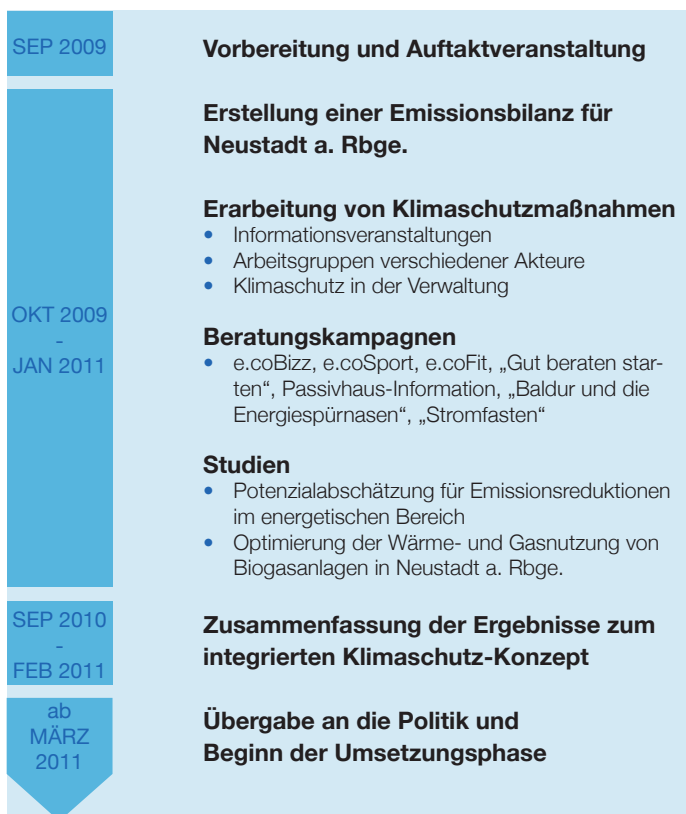 SEP 2009
Vorbereitung und Auftaktveranstaltung
OKT 2009
-
JAN 2011
Erstellung einer Emissionsbilanz für
Neustadt a. Rbge.
Erarbeitung von Klimaschutzmaßnahmen
• Informationsveranstaltungen
• Arbeitsgruppen verschiedener Akteure
• Klimaschutz in der Verwaltung
Beratungskampagnen
• e.coBizz, e.coSport, e.coFit, „Gut beraten star-
ten“, Passivhaus-Information, „Baldur und die
Energiespürnasen“, „Stromfasten“
Studien
• Potenzialabschätzung für Emissionsreduktionen
im energetischen Bereich
• Optimierung der Wärme- und Gasnutzung von
Biogasanlagen in Neustadt a. Rbge.
SEP 2010
-
FEB 2011
Zusammenfassung der Ergebnisse zum
integrierten Klimaschutz-Konzept
ab
MÄRZ
2011
Übergabe an die Politik und
Beginn der Umsetzungsphase